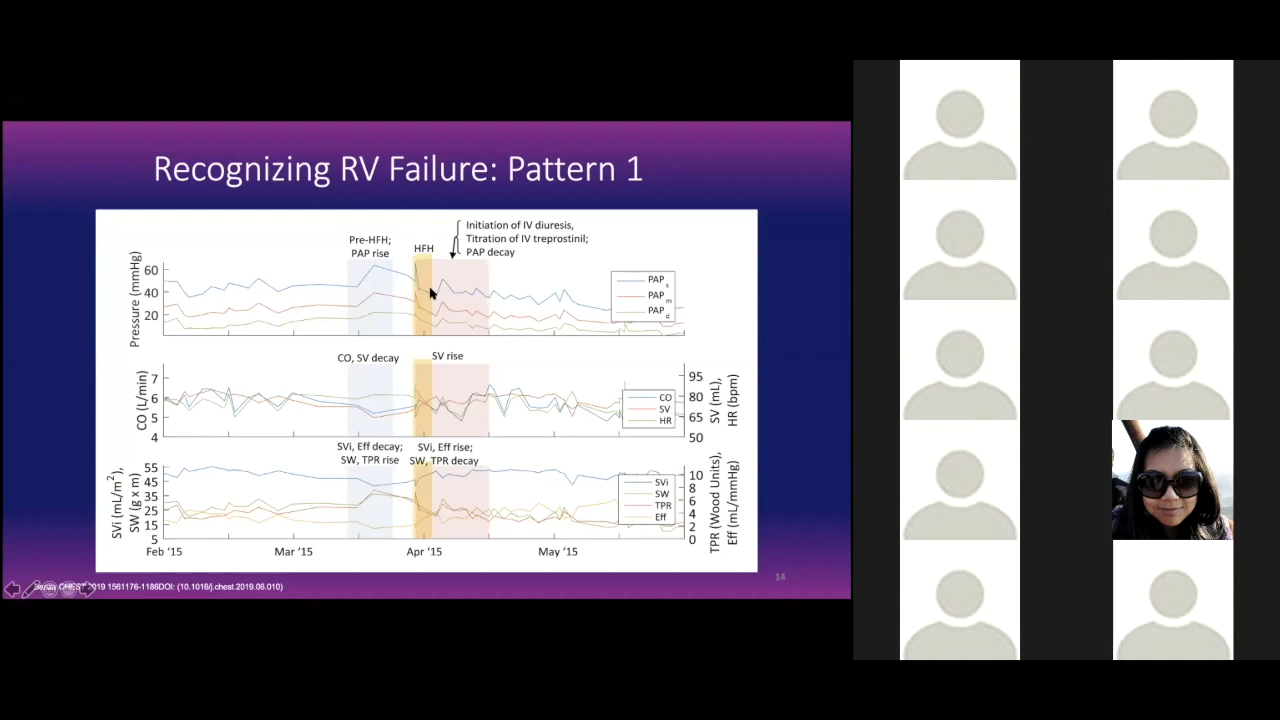 Recognizing RV Failure: Pattern 1
Initiation of IV diuresis,
Titration of IV treprostinil;
PAP decay
Pre-HFH;
PAP rise
HFH
Pressure (mmHg)
60
40
20
PAPs
PAPm
PAPd
CO, SV decay
SV rise
CO (L/min)
7
6
5
4
95
80
65
50
SV (mL),
HR (bpm)
CO
SV
HR
SVi, Eff decay;
SW, TPR rise
SVi, Eff rise;
SW, TPR decay
SVi (mL/m²),
SW (g x m)
55
45
35
25
15
5
10
8
6
4
2
0
TPR (Wood Units),
Eff (mL/mmHg)
SVi
SW
TPR
Eff
Feb '15
Mar '15
Apr '15
May '15
CHEST 2019 1561176-1186DOI: (10.1016/j.chest.2019.06.010)
14